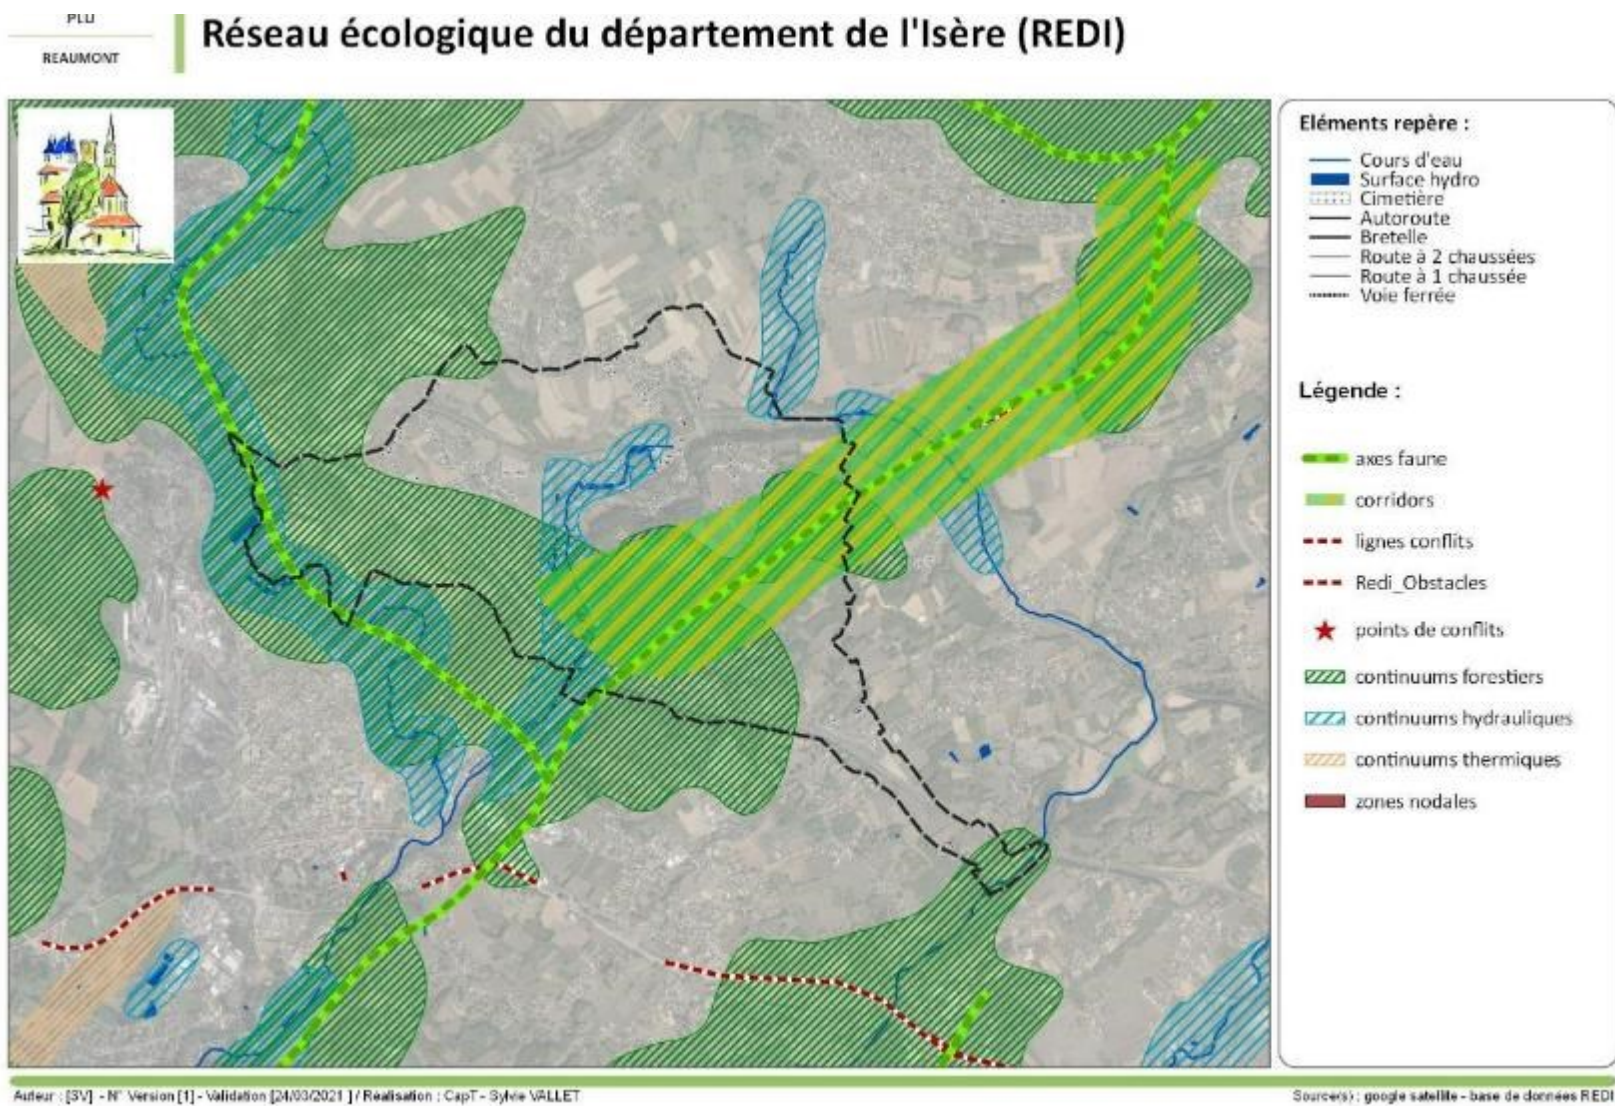 PLU
REAUMONT
Réseau écologique du département de l'Isère (REDI)
Eléments repère :
Cours d'eau
Surface hydro
Cimetière
Autoroute
Bretelle
Route à 2 chaussées
Route à 1 chaussée
Voie ferrée
Légende :
axes faune
corridors
lignes conflits
Redi_Obstacles
points de conflits
continuums forestiers
continuums hydrauliques
continuums thermiques
zones nodales
Auteur : [SV] - N° Version [1] - Validation [24/03/2021 ] / Réalisation : CapT - Sylvie VALLET
Source(s) : google satellite - base de données REDI